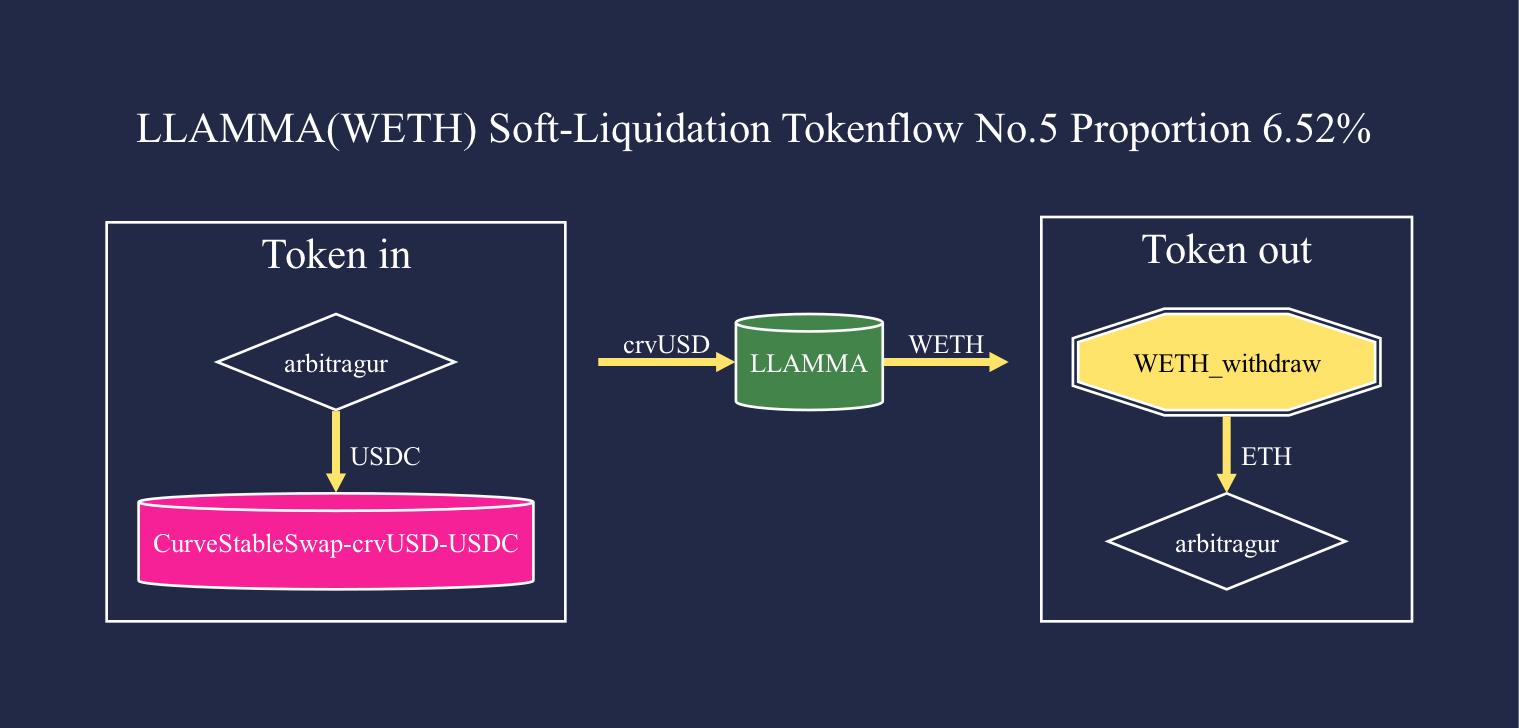 LLAMMA(WETH) Soft-Liquidation Tokenflow No.5 Proportion 6.52%
Token in
arbitragur
USDC
CurveStableSwap-crvUSD-USDC
crvUSD
LLAMMA
WETH
Token out
WETH_withdraw
ETH
arbitragur